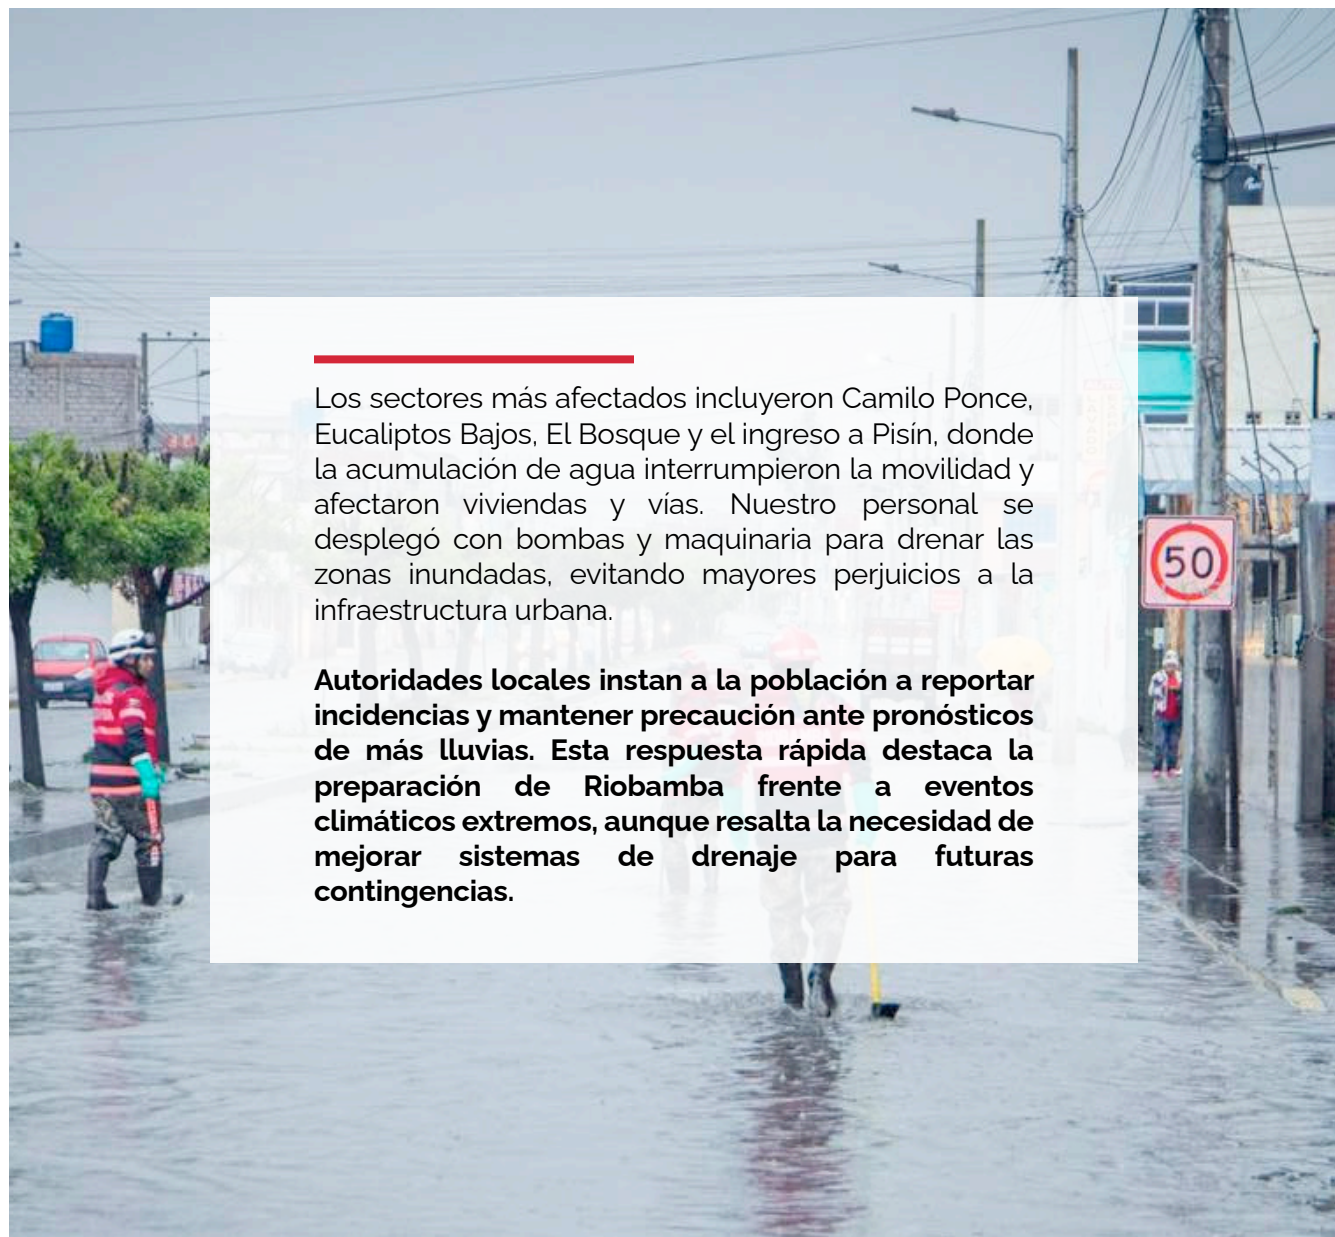 Los sectores más afectados incluyeron Camilo Ponce,
Eucaliptos Bajos, El Bosque y el ingreso a Pisín, donde
la acumulación de agua interrumpieron la movilidad y
afectaron viviendas y vías. Nuestro personal se
desplegó con bombas y maquinaria para drenar las
zonas inundadas, evitando mayores perjuicios a la
infraestructura urbana.
Autoridades locales instan a la población a reportar
incidencias y mantener precaución ante pronósticos
de más lluvias. Esta respuesta rápida destaca la
preparación de Riobamba frente a eventos
climáticos extremos, aunque resalta la necesidad de
mejorar sistemas de drenaje para futuras
contingencias.
50